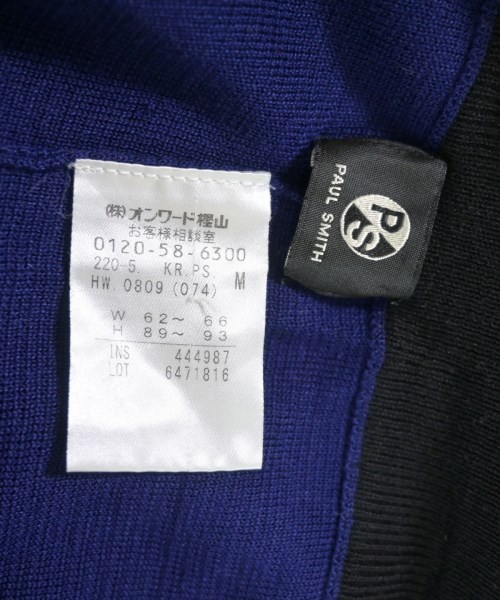 ㈱オンワード樫山
お客様相談室
0120-58-6300
220-5. KR.PS M
HW. 0809 (074)
W 62〜 66
H 89〜 93
INS 444987
LOT 6471816
PS
PAUL SMITH